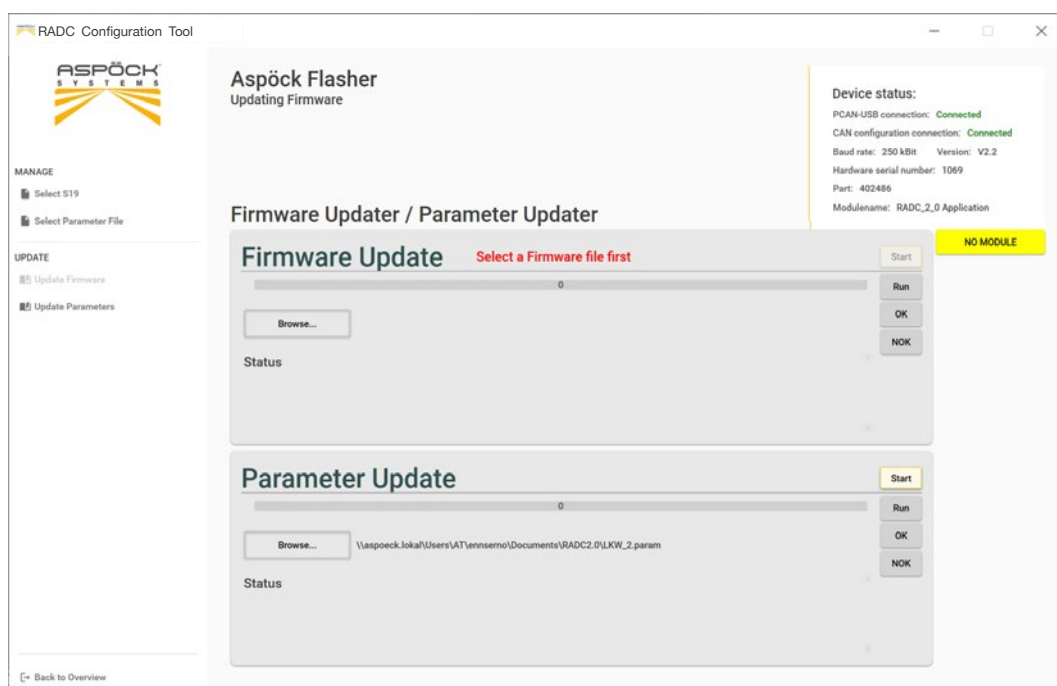 RADC Configuration Tool
ASPÖCK
SYSTEMS
MANAGE
Select S19
Select Parameter File
UPDATE
Update Firmware
Update Parameters
Back to Overview
Aspöck Flasher
Updating Firmware
Device status:
PCAN-USB connection: Connected
CAN configuration connection: Connected
Baud rate: 250 kBit Version: V2.2
Hardware serial number: 1069
Part: 402486
Modulename: RADC_2_0 Application
NO MODULE
Firmware Updater / Parameter Updater
Firmware Update Select a Firmware file first Start
0
Run
Browse...
OK
NOK
Status
Parameter Update Start
0
Run
Browse... \\aspoeck.lokal\Users\AT\ennserno\Documents\RADC2.0\LKW_2.param
OK
NOK
Status